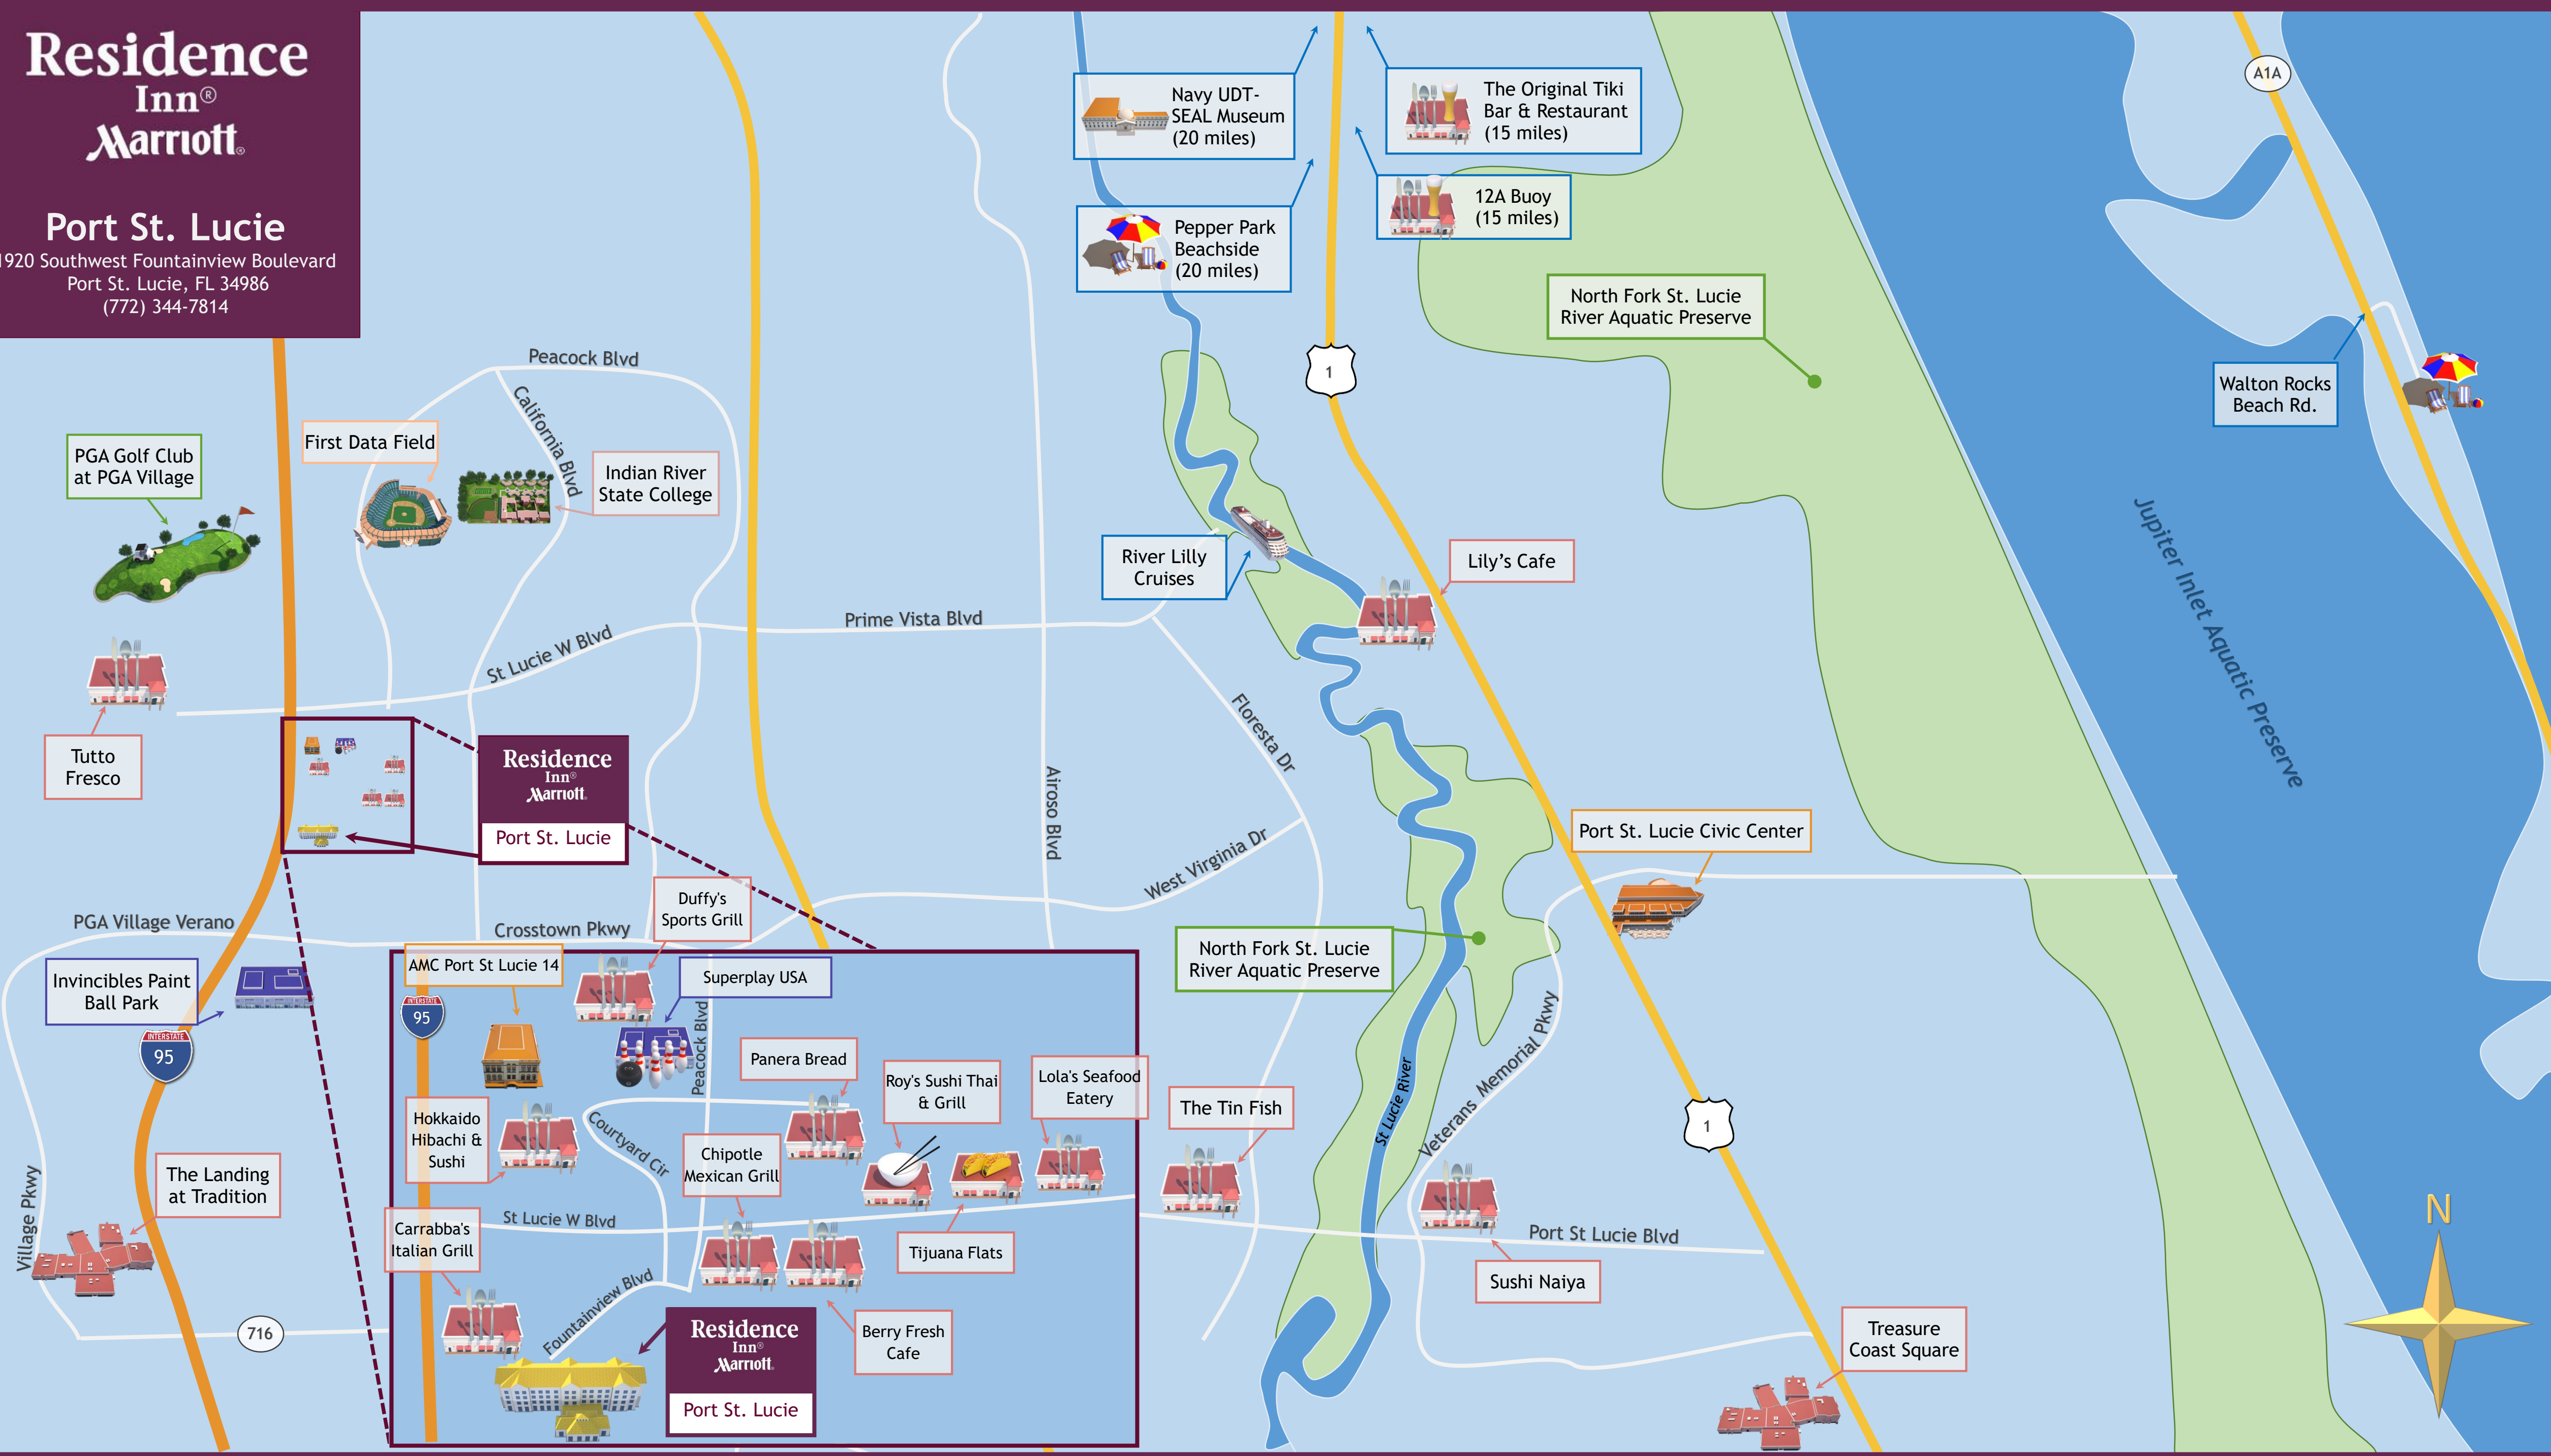 Residence
Inn®
Marriott.
Port St. Lucie
1920 Southwest Fountainview Boulevard
Port St. Lucie, FL 34986
(772) 344-7814
Navy UDT-
SEAL Museum
(20 miles)
The Original Tiki
Bar & Restaurant
(15 miles)
Pepper Park
Beachside
(20 miles)
12A Buoy
(15 miles)
North Fork St. Lucie
River Aquatic Preserve
A1A
1
Walton Rocks
Beach Rd.
Jupiter Inlet Aquatic Preserve
Peacock Blvd
California Blvd
First Data Field
Indian River
State College
PGA Golf Club
at PGA Village
River Lilly
Cruises
Lily's Cafe
Prime Vista Blvd
St Lucie W Blvd
Tutto
Fresco
Residence
Inn®
Marriott.
Port St. Lucie
Floresta Dr
Airoso Blvd
West Virginia Dr
Port St. Lucie Civic Center
PGA Village Verano
Crosstown Pkwy
Invincibles Paint
Ball Park
INTERSTATE
95
North Fork St. Lucie
River Aquatic Preserve
Veterans Memorial Pkwy
St Lucie River
1
The Tin Fish
Port St Lucie Blvd
Sushi Naiya
Treasure
Coast Square
The Landing
at Tradition
Village Pkwy
716
Duffy's
Sports Grill
AMC Port St Lucie 14
Superplay USA
INTERSTATE
95
Peacock Blvd
Panera Bread
Roy's Sushi Thai
& Grill
Lola's Seafood
Eatery
Hokkaido
Hibachi &
Sushi
Courtyard Cir
Chipotle
Mexican Grill
St Lucie W Blvd
Carrabba's
Italian Grill
Tijuana Flats
Fountainview Blvd
Berry Fresh
Cafe
Residence
Inn®
Marriott.
Port St. Lucie
N